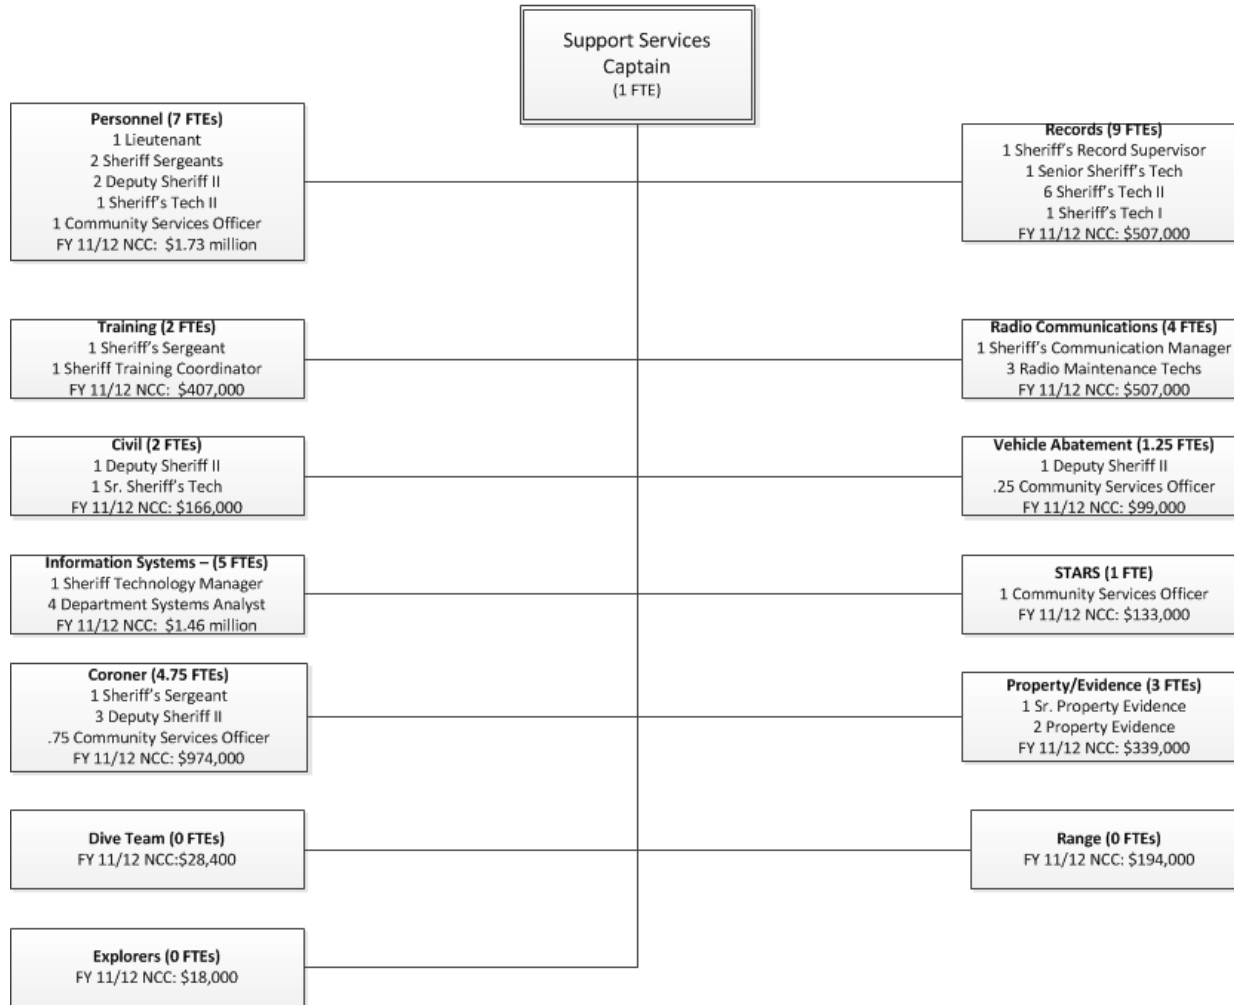 Support Services
Captain
(1 FTE)
Personnel (7 FTEs)
1 Lieutenant
2 Sheriff Sergeants
2 Deputy Sheriff II
1 Sheriff's Tech II
1 Community Services Officer
FY 11/12 NCC:  $1.73 million
Records (9 FTEs)
1 Sheriff's Record Supervisor
1 Senior Sheriff's Tech
6 Sheriff's Tech II
1 Sheriff's Tech I
FY 11/12 NCC: $507,000
Training (2 FTEs)
1 Sheriff's Sergeant
1 Sheriff Training Coordinator
FY 11/12 NCC:  $407,000
Radio Communications (4 FTEs)
1 Sheriff's Communication Manager
3 Radio Maintenance Techs
FY 11/12 NCC: $507,000
Civil (2 FTEs)
1 Deputy Sheriff II
1 Sr. Sheriff's Tech
FY 11/12 NCC: $166,000
Vehicle Abatement (1.25 FTEs)
1 Deputy Sheriff II
.25 Community Services Officer
FY 11/12 NCC: $99,000
Information Systems – (5 FTEs)
1 Sheriff Technology Manager
4 Department Systems Analyst
FY 11/12 NCC:  $1.46 million
STARS (1 FTE)
1 Community Services Officer
FY 11/12 NCC: $133,000
Coroner (4.75 FTEs)
1 Sheriff's Sergeant
3 Deputy Sheriff II
.75 Community Services Officer
FY 11/12 NCC: $974,000
Property/Evidence (3 FTEs)
1 Sr. Property Evidence
2 Property Evidence
FY 11/12 NCC: $339,000
Dive Team (0 FTEs)
FY 11/12 NCC:$28,400
Range (0 FTEs)
FY 11/12 NCC: $194,000
Explorers (0 FTEs)
FY 11/12 NCC: $18,000